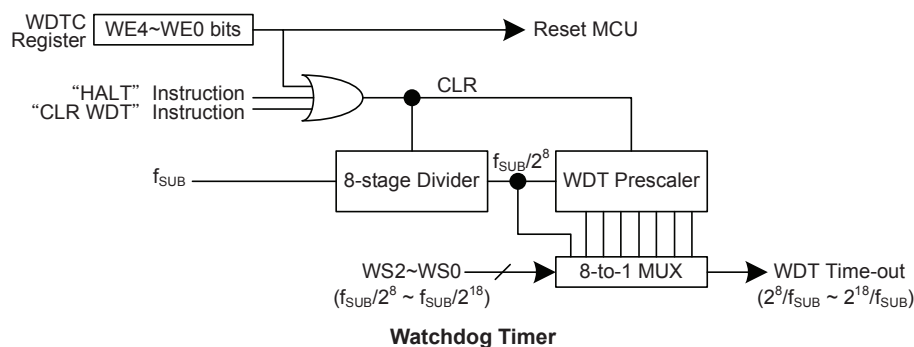 WDTC
Register
WE4~WE0 bits
Reset MCU
“HALT” Instruction
“CLR WDT” Instruction
CLR
fSUB
8-stage Divider
fSUB/2⁸
WDT Prescaler
WS2~WS0
(fSUB/2⁸ ~ fSUB/2¹⁸)
8-to-1 MUX
WDT Time-out
(2⁸/fSUB ~ 2¹⁸/fSUB)
Watchdog Timer